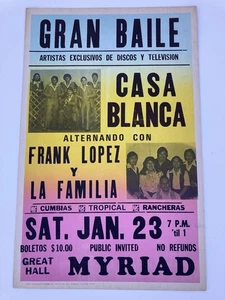 GRAN BAILE
ARTISTAS EXCLUSIVOS DE DISCOS Y TELEVISION
CASA
BLANCA
ALTERNANDO CON
FRANK LOPEZ
Y
LA FAMILIA
CUMBIAS TROPICAL RANCHERAS
SAT. JAN. 23 7 P.M. 'til 1
BOLETOS $10.00 PUBLIC INVITED NO REFUNDS
GREAT HALL MYRIAD